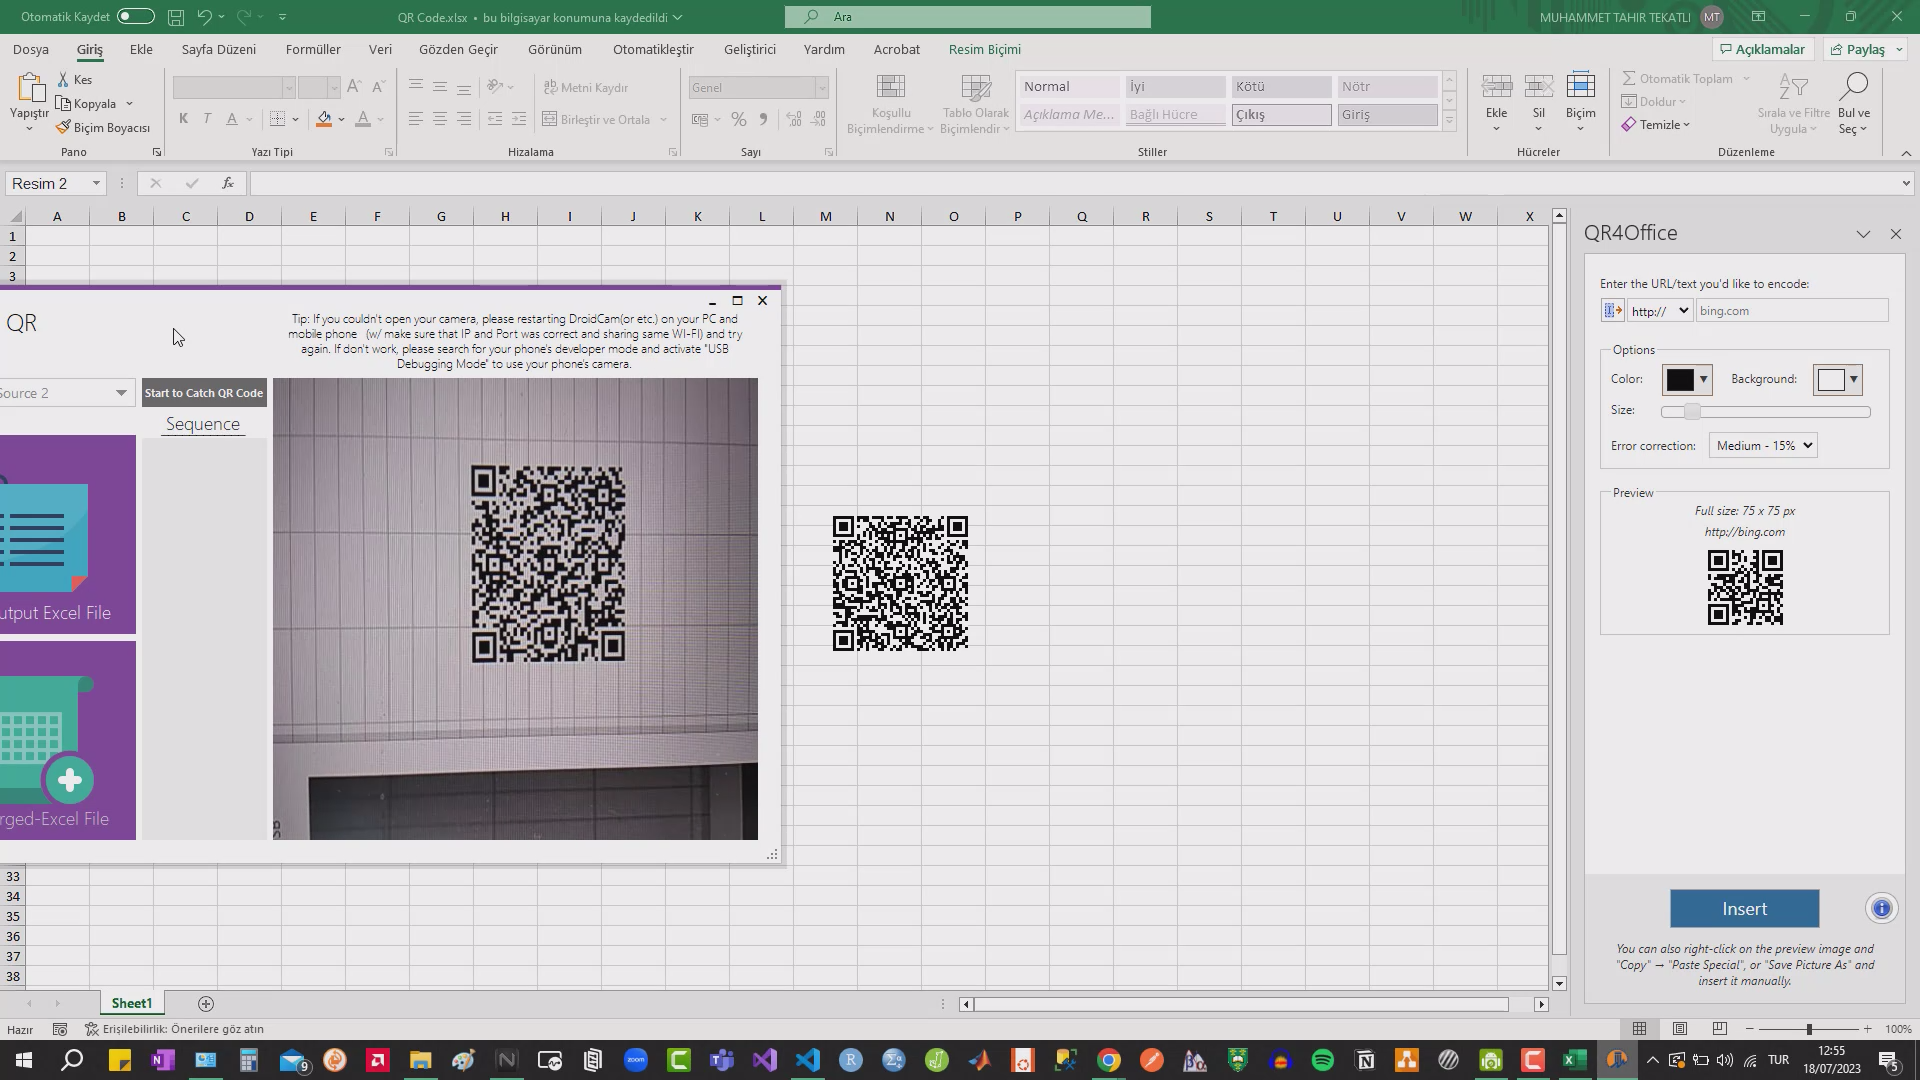 Otomatik Kaydet
QR Code.xlsx • bu bilgisayar konumuna kaydedildi
Ara
MUHAMMET TAHIR TEKATLI MT
Dosya Giriş Ekle Sayfa Düzeni Formüller Veri Gözden Geçir Görünüm Otomatikleştir Geliştirici Yardım Acrobat Resim Biçimi
Açıklamalar Paylaş
Yapıştır
Kes
Kopyala
Biçim Boyacısı
Pano
K T A
Yazı Tipi
Metni Kaydır
Birleştir ve Ortala
Hizalama
Genel
Sayı
Koşullu Biçimlendirme
Tablo Olarak Biçimlendir
Normal İyi Kötü Nötr
Açıklama Me... Bağlı Hücre Çıkış Giriş
Stiller
Ekle Sil Biçim
Hücreler
Otomatik Toplam
Doldur
Temizle
Sırala ve Filtre Uygula
Bul ve Seç
Düzenleme
Resim 2
fx
A B C D E F G H I J K L M N O P Q R S T U V W X
1
2
3
QR
Tip: If you couldn't open your camera, please restarting DroidCam(or etc.) on your PC and
mobile phone (w/ make sure that IP and Port was correct and sharing same WI-FI) and try
again. If don't work, please search for your phone's developer mode and activate "USB
Debugging Mode" to use your phone's camera.
Source 2
Start to Catch QR Code
Sequence
utput Excel File
rged-Excel File
33
34
35
36
37
38
QR4Office
Enter the URL/text you'd like to encode:
http:// bing.com
Options
Color: Background:
Size:
Error correction: Medium - 15%
Preview
Full size: 75 x 75 px
http://bing.com
Insert
You can also right-click on the preview image and
"Copy" → "Paste Special", or "Save Picture As" and
insert it manually.
Sheet1
Hazır
Erişilebilirlik: Önerilere göz atın
100%
9
zoom
TUR
12:55
18/07/2023
5